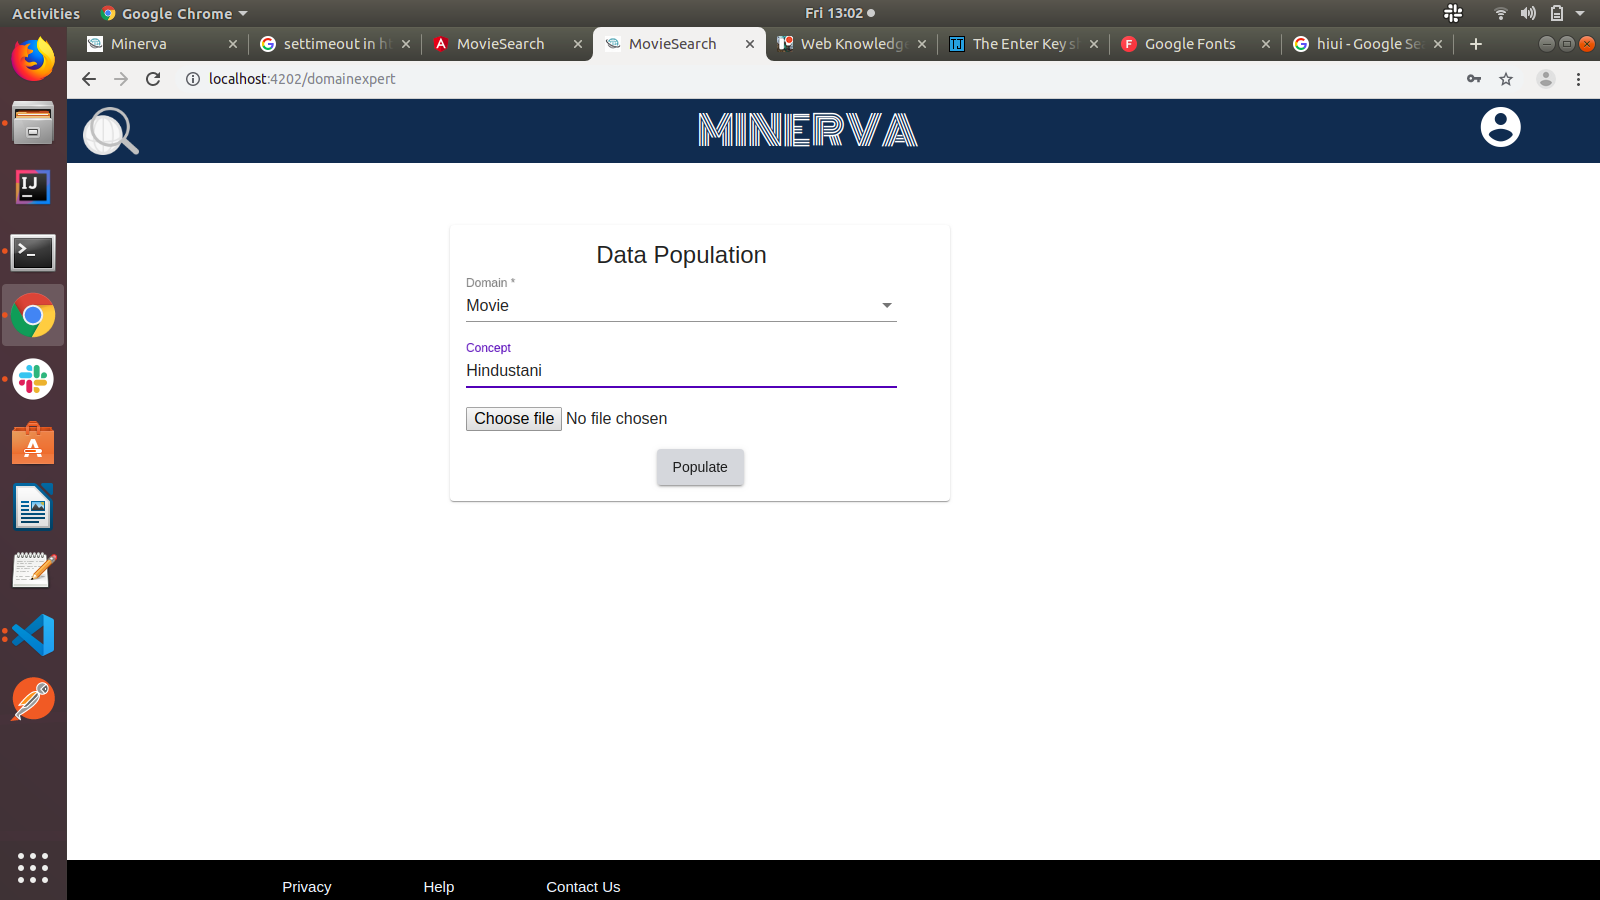 Activities Google Chrome Fri 13:02
Minerva settimeout in h MovieSearch MovieSearch Web Knowledg The Enter Key s Google Fonts hiui - Google Se
localhost:4202/domainexpert
MINERVA
Data Population
Domain *
Movie
Concept
Hindustani
Choose file No file chosen
Populate
Privacy Help Contact Us